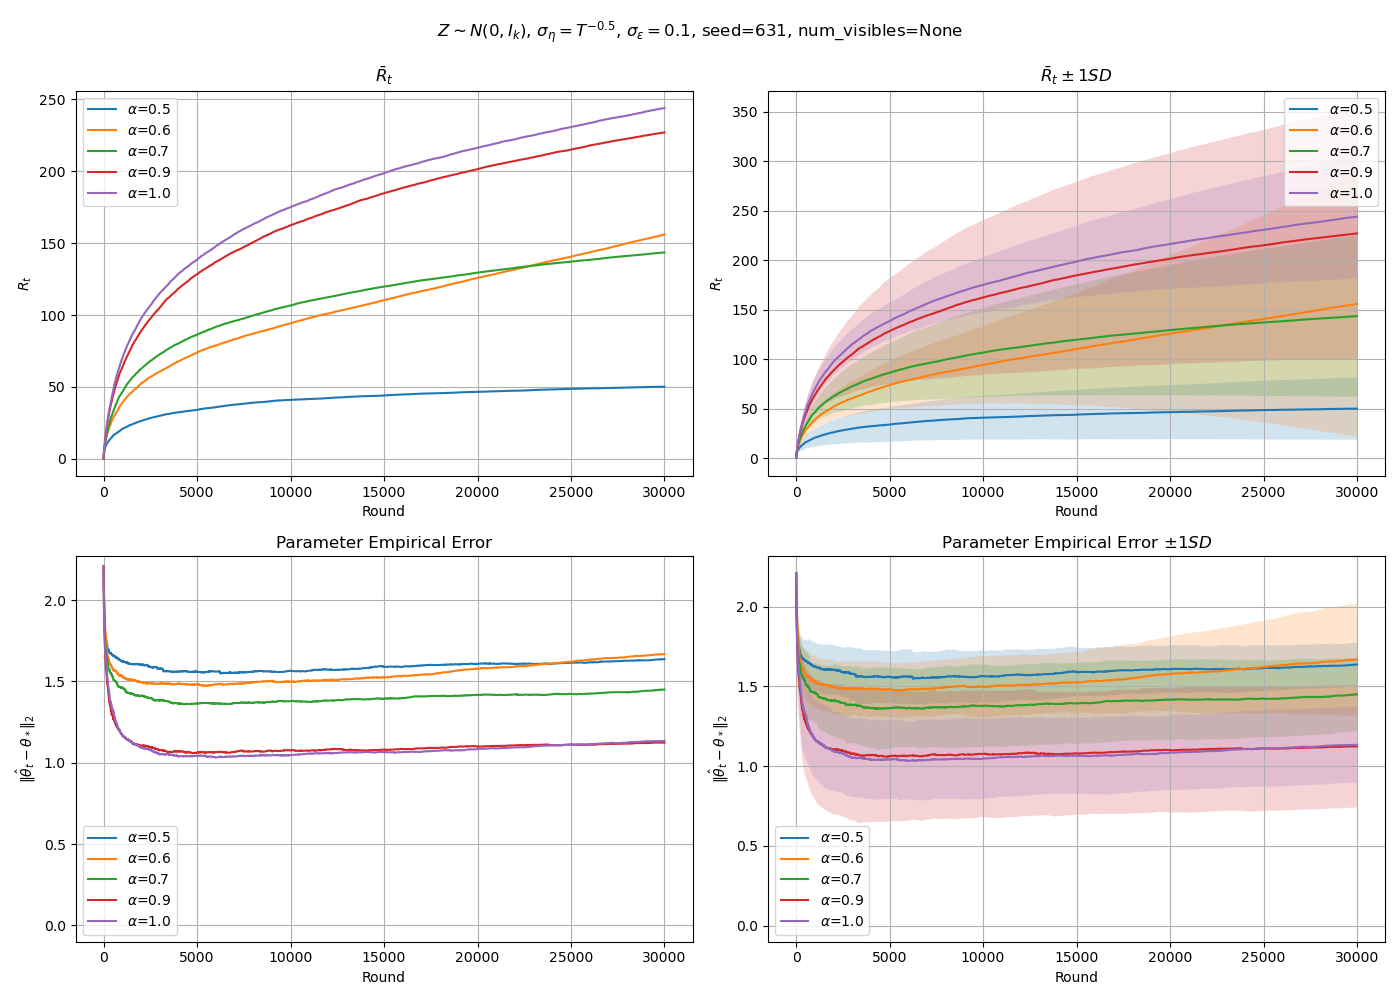 Z ∼ N(0, I_k), σ_η = T^{−0.5}, σ_ε = 0.1, seed=631, num_visibles=None
R̄_t
R_t
250
200
150
100
50
0
α=0.5
α=0.6
α=0.7
α=0.9
α=1.0
0 5000 10000 15000 20000 25000 30000
Round
R̄_t ± 1SD
R_t
350
300
250
200
150
100
50
0
α=0.5
α=0.6
α=0.7
α=0.9
α=1.0
0 5000 10000 15000 20000 25000 30000
Round
Parameter Empirical Error
‖θ̂_t − θ_*‖_2
2.0
1.5
1.0
0.5
0.0
α=0.5
α=0.6
α=0.7
α=0.9
α=1.0
0 5000 10000 15000 20000 25000 30000
Round
Parameter Empirical Error ±1SD
‖θ̂_t − θ_*‖_2
2.0
1.5
1.0
0.5
0.0
α=0.5
α=0.6
α=0.7
α=0.9
α=1.0
0 5000 10000 15000 20000 25000 30000
Round